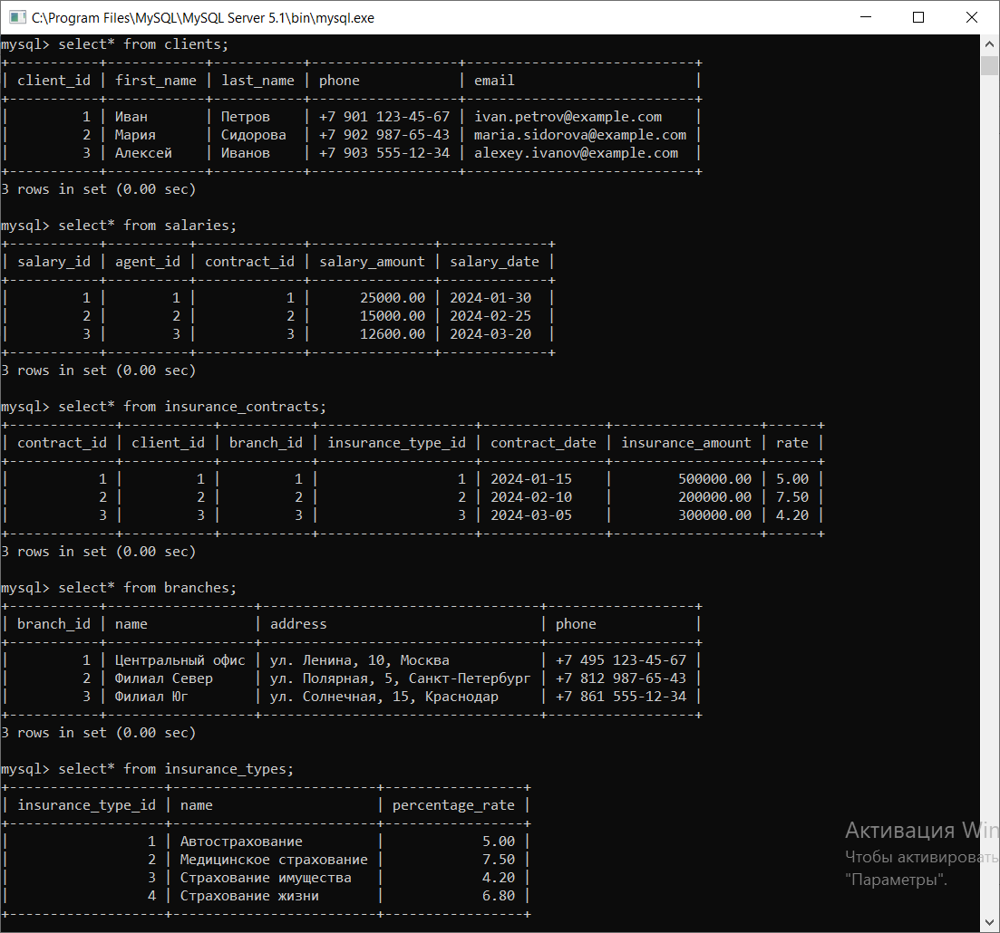 C:\Program Files\MySQL\MySQL Server 5.1\bin\mysql.exe
mysql> select* from clients;
+-----------+------------+-----------+------------------+----------------------------+
| client_id | first_name | last_name | phone            | email                      |
+-----------+------------+-----------+------------------+----------------------------+
|         1 | Иван       | Петров    | +7 901 123-45-67 | ivan.petrov@example.com    |
|         2 | Мария      | Сидорова  | +7 902 987-65-43 | maria.sidorova@example.com |
|         3 | Алексей    | Иванов    | +7 903 555-12-34 | alexey.ivanov@example.com  |
+-----------+------------+-----------+------------------+----------------------------+
3 rows in set (0.00 sec)
mysql> select* from salaries;
+-----------+----------+-------------+---------------+-------------+
| salary_id | agent_id | contract_id | salary_amount | salary_date |
+-----------+----------+-------------+---------------+-------------+
|         1 |        1 |           1 |      25000.00 | 2024-01-30  |
|         2 |        2 |           2 |      15000.00 | 2024-02-25  |
|         3 |        3 |           3 |      12600.00 | 2024-03-20  |
+-----------+----------+-------------+---------------+-------------+
3 rows in set (0.00 sec)
mysql> select* from insurance_contracts;
+-------------+-----------+-----------+-------------------+---------------+------------------+------+
| contract_id | client_id | branch_id | insurance_type_id | contract_date | insurance_amount | rate |
+-------------+-----------+-----------+-------------------+---------------+------------------+------+
|           1 |         1 |         1 |                 1 | 2024-01-15    |        500000.00 | 5.00 |
|           2 |         2 |         2 |                 2 | 2024-02-10    |        200000.00 | 7.50 |
|           3 |         3 |         3 |                 3 | 2024-03-05    |        300000.00 | 4.20 |
+-------------+-----------+-----------+-------------------+---------------+------------------+------+
3 rows in set (0.00 sec)
mysql> select* from branches;
+-----------+------------------+----------------------------------+------------------+
| branch_id | name             | address                          | phone            |
+-----------+------------------+----------------------------------+------------------+
|         1 | Центральный офис | ул. Ленина, 10, Москва           | +7 495 123-45-67 |
|         2 | Филиал Север     | ул. Полярная, 5, Санкт-Петербург | +7 812 987-65-43 |
|         3 | Филиал Юг        | ул. Солнечная, 15, Краснодар     | +7 861 555-12-34 |
+-----------+------------------+----------------------------------+------------------+
3 rows in set (0.00 sec)
mysql> select* from insurance_types;
+-------------------+-------------------------+-----------------+
| insurance_type_id | name                    | percentage_rate |
+-------------------+-------------------------+-----------------+
|                 1 | Автострахование         |            5.00 |
|                 2 | Медицинское страхование |            7.50 |
|                 3 | Страхование имущества   |            4.20 |
|                 4 | Страхование жизни       |            6.80 |
+-------------------+-------------------------+-----------------+
Активация Win
Чтобы активировать
"Параметры".